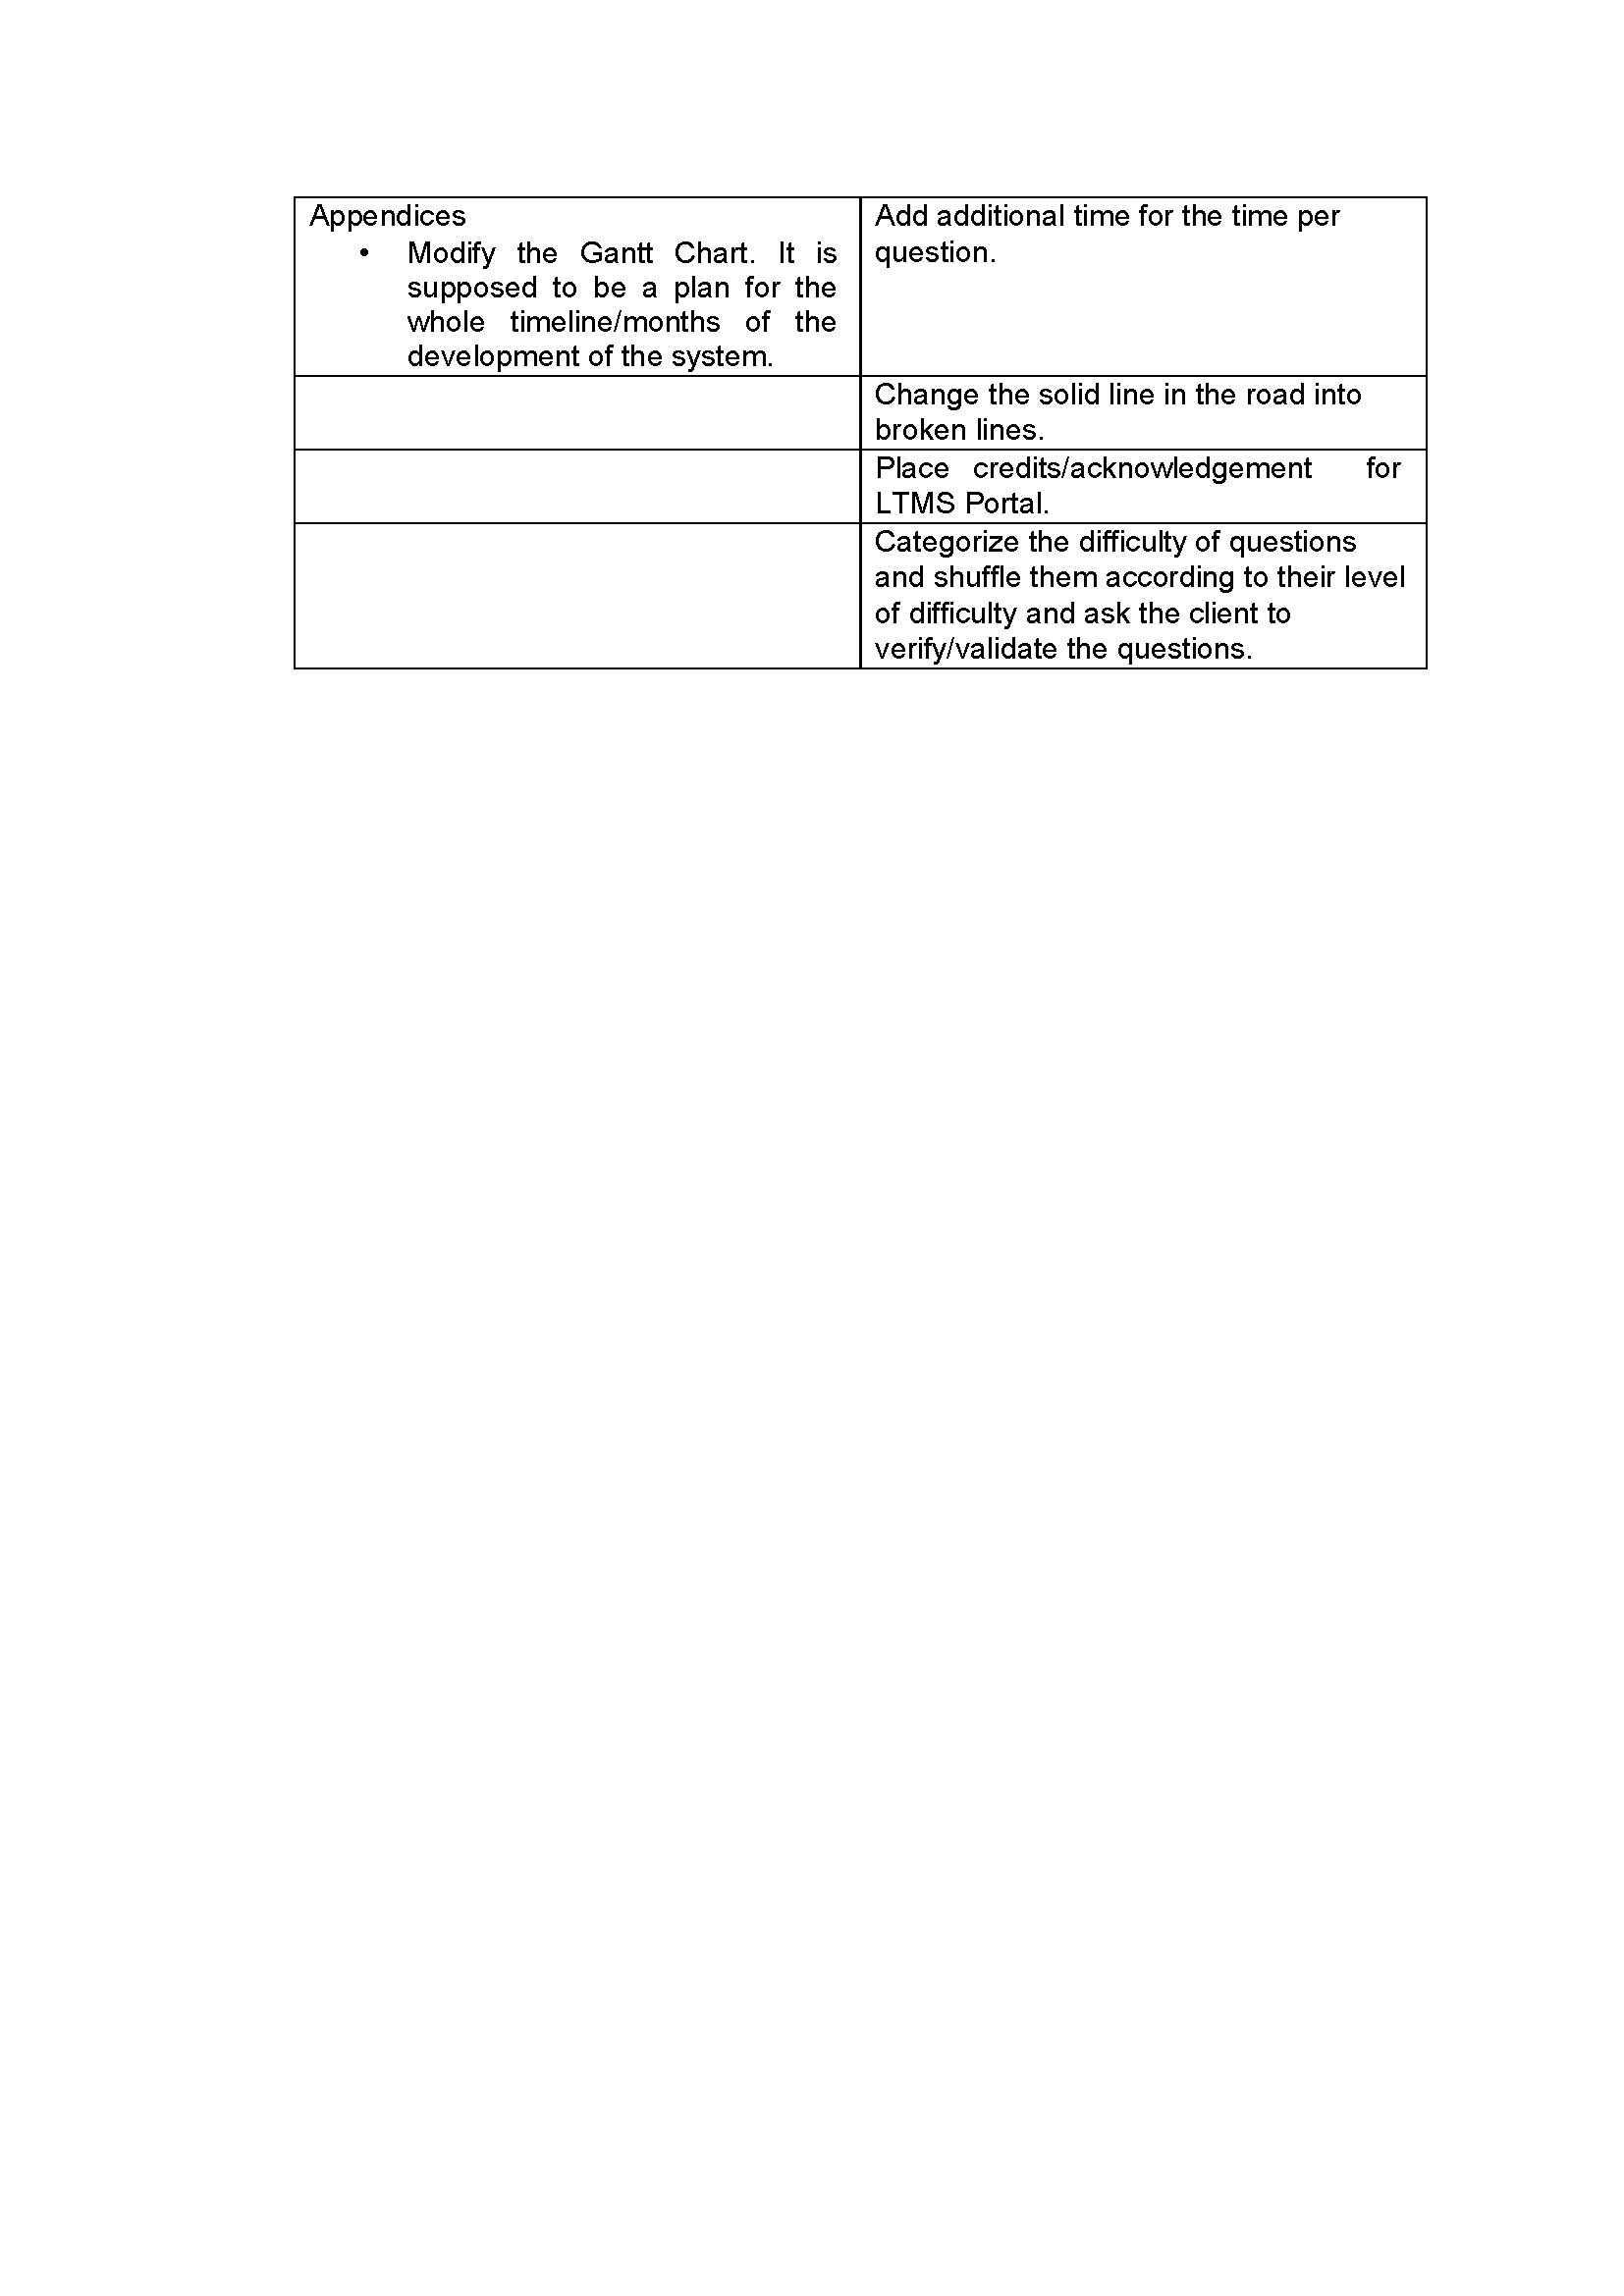 Appendices
• Modify the Gantt Chart. It is
supposed to be a plan for the
whole timeline/months of the
development of the system.
Add additional time for the time per
question.
Change the solid line in the road into
broken lines.
Place credits/acknowledgement for
LTMS Portal.
Categorize the difficulty of questions
and shuffle them according to their level
of difficulty and ask the client to
verify/validate the questions.